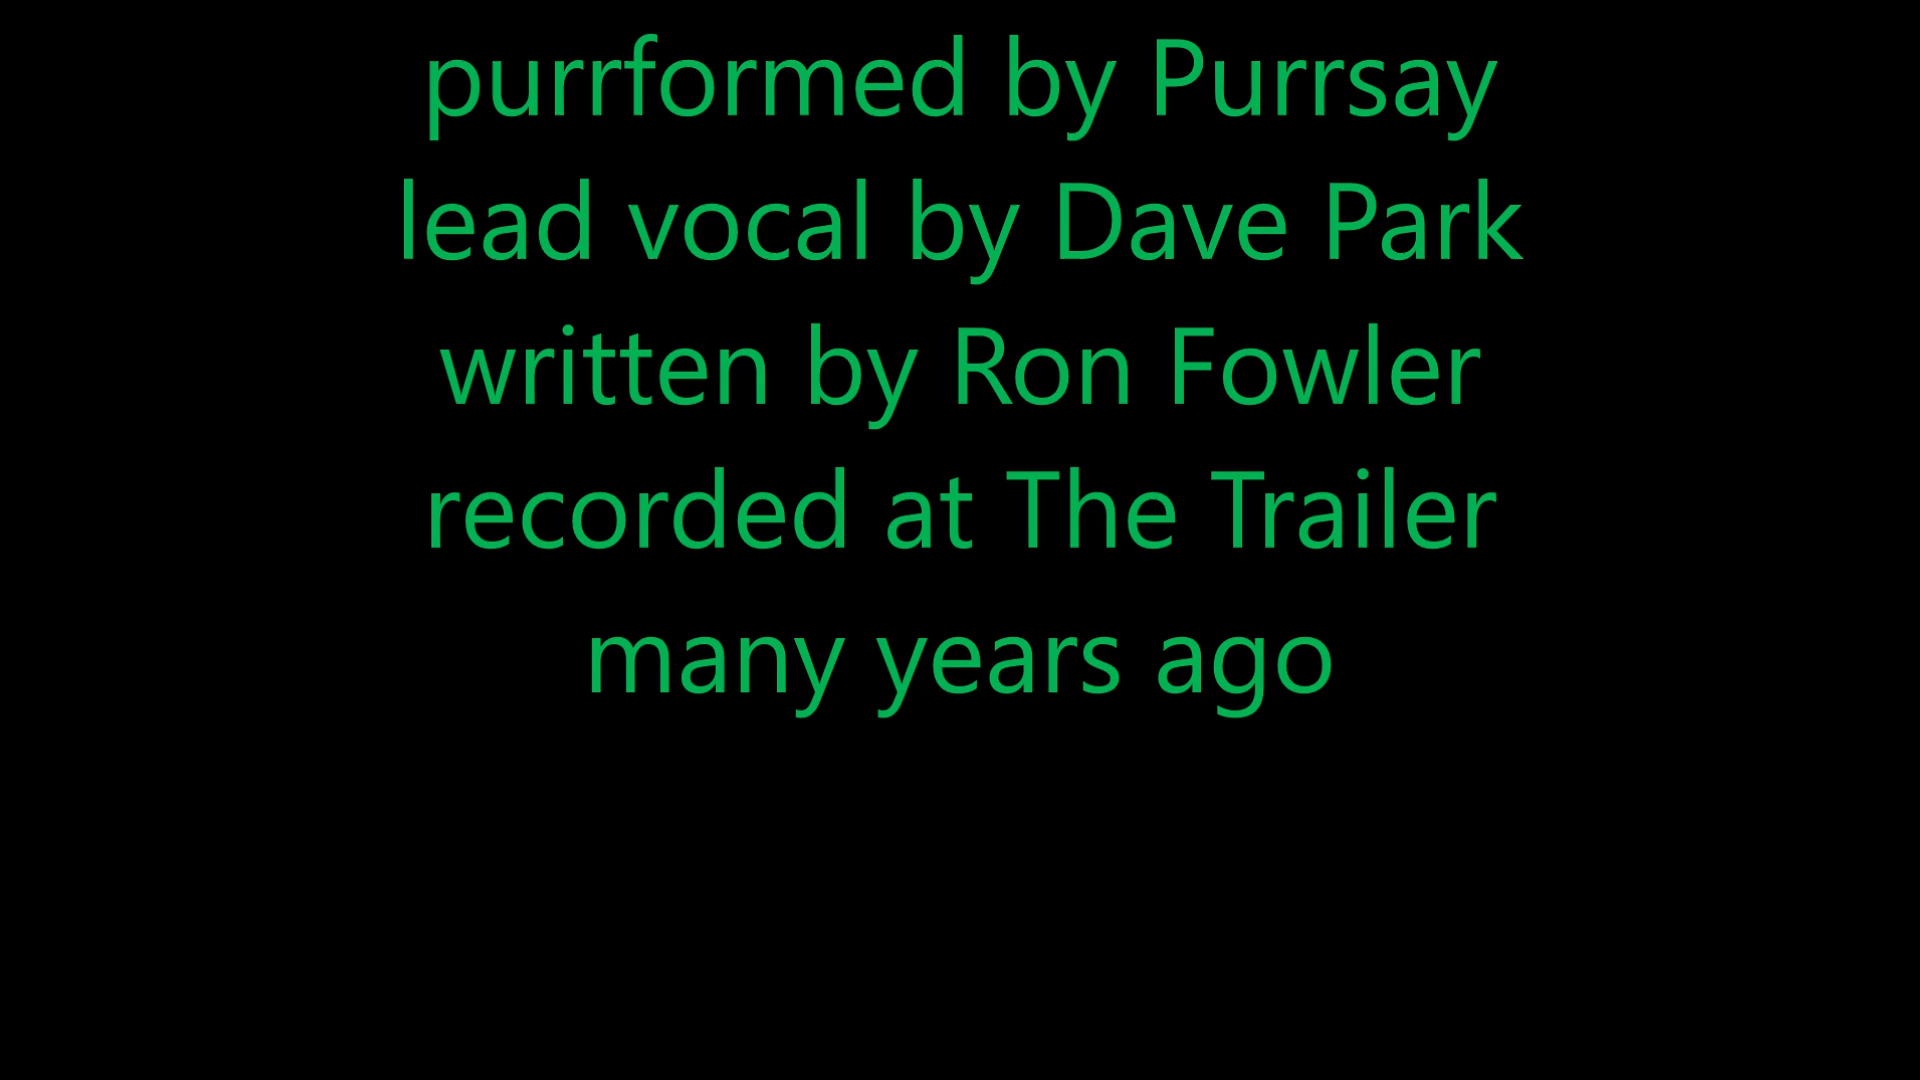 purrformed by Purrsay
lead vocal by Dave Park
written by Ron Fowler
recorded at The Trailer
many years ago